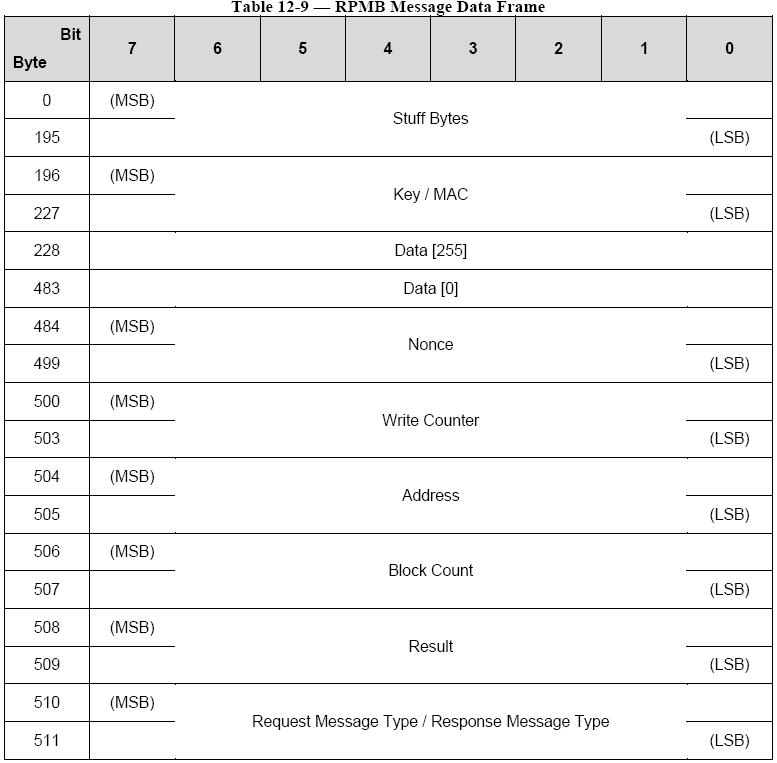 Table 12-9 — RPMB Message Data Frame
Bit
Byte 7 6 5 4 3 2 1 0
0 (MSB)
Stuff Bytes
195 (LSB)
196 (MSB)
Key / MAC
227 (LSB)
228 Data [255]
483 Data [0]
484 (MSB)
Nonce
499 (LSB)
500 (MSB)
Write Counter
503 (LSB)
504 (MSB)
Address
505 (LSB)
506 (MSB)
Block Count
507 (LSB)
508 (MSB)
Result
509 (LSB)
510 (MSB)
Request Message Type / Response Message Type
511 (LSB)